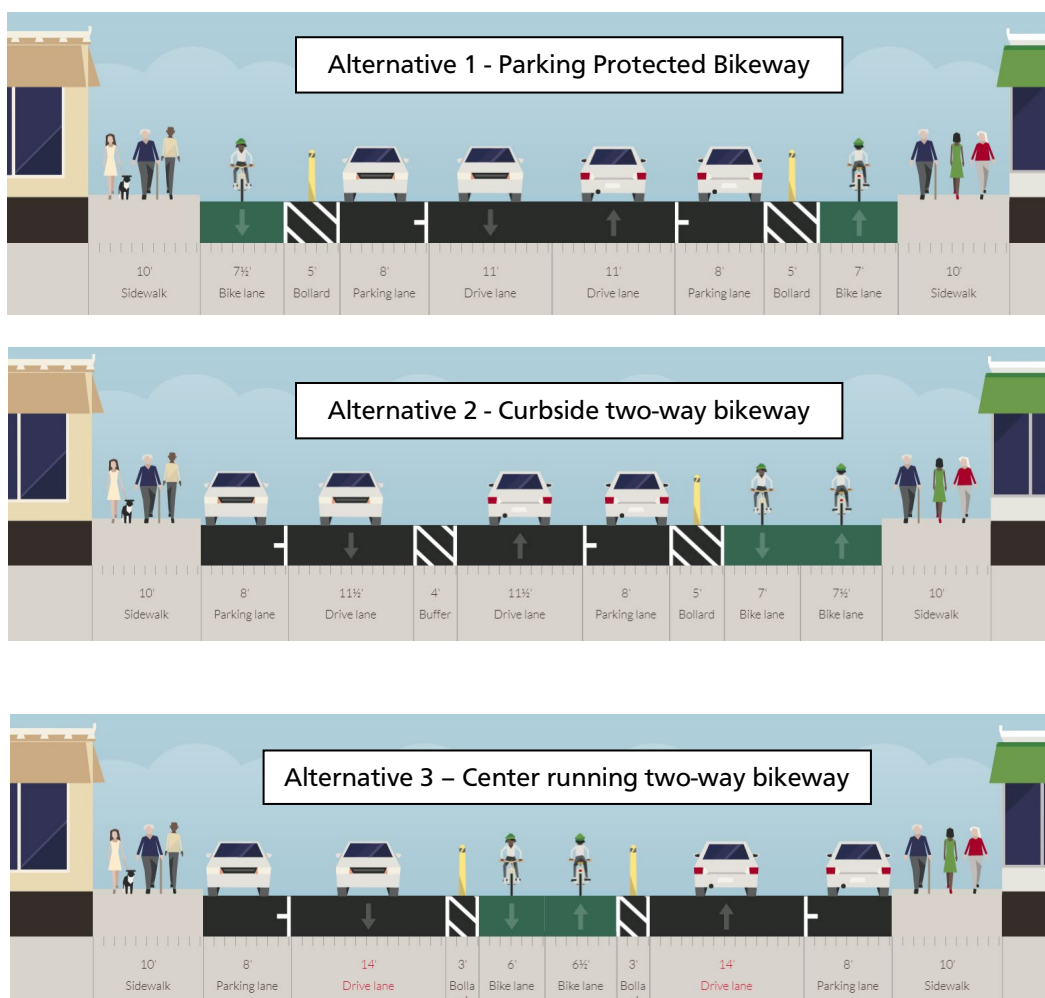 Alternative 1 - Parking Protected Bikeway
10' 7½' 5' 8' 11' 11' 8' 5' 7' 10'
Sidewalk Bike lane Bollard Parking lane Drive lane Drive lane Parking lane Bollard Bike lane Sidewalk
Alternative 2 - Curbside two-way bikeway
10' 8' 11½' 4' 11½' 8' 5' 7' 7½' 10'
Sidewalk Parking lane Drive lane Buffer Drive lane Parking lane Bollard Bike lane Bike lane Sidewalk
Alternative 3 – Center running two-way bikeway
10' 8' 14' 3' 6' 6½' 3' 14' 8' 10'
Sidewalk Parking lane Drive lane Bolla Bike lane Bike lane Bolla Drive lane Parking lane Sidewalk